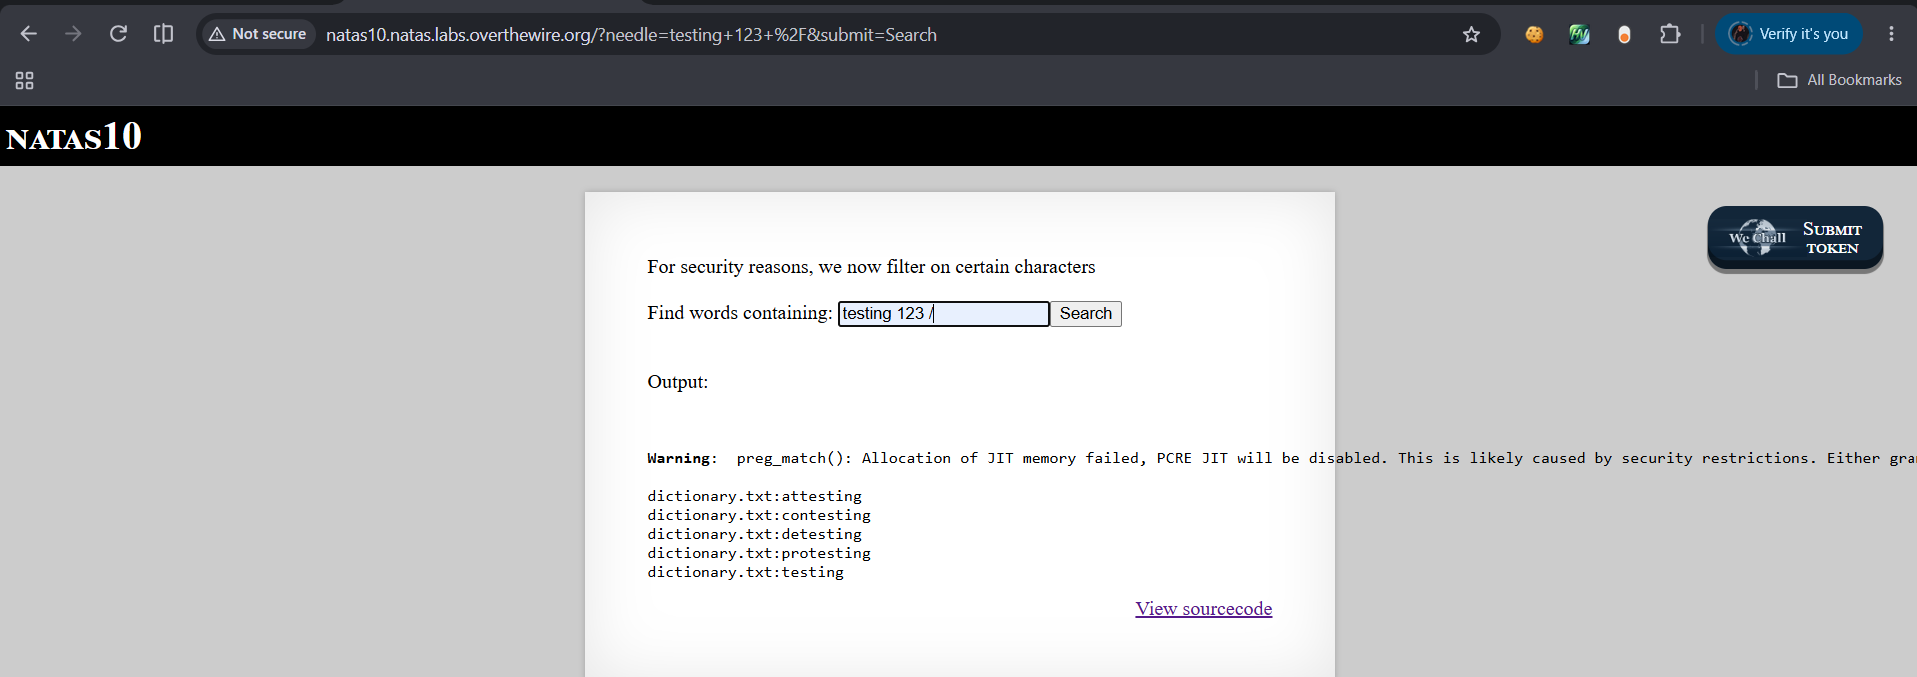 Not secure
natas10.natas.labs.overthewire.org/?needle=testing+123+%2F&submit=Search
Verify it's you
All Bookmarks
NATAS10
We Chall
SUBMIT
TOKEN
For security reasons, we now filter on certain characters
Find words containing: testing 123 / Search
Output:
Warning:  preg_match(): Allocation of JIT memory failed, PCRE JIT will be disabled. This is likely caused by security restrictions. Either gra
dictionary.txt:attesting
dictionary.txt:contesting
dictionary.txt:detesting
dictionary.txt:protesting
dictionary.txt:testing
View sourcecode